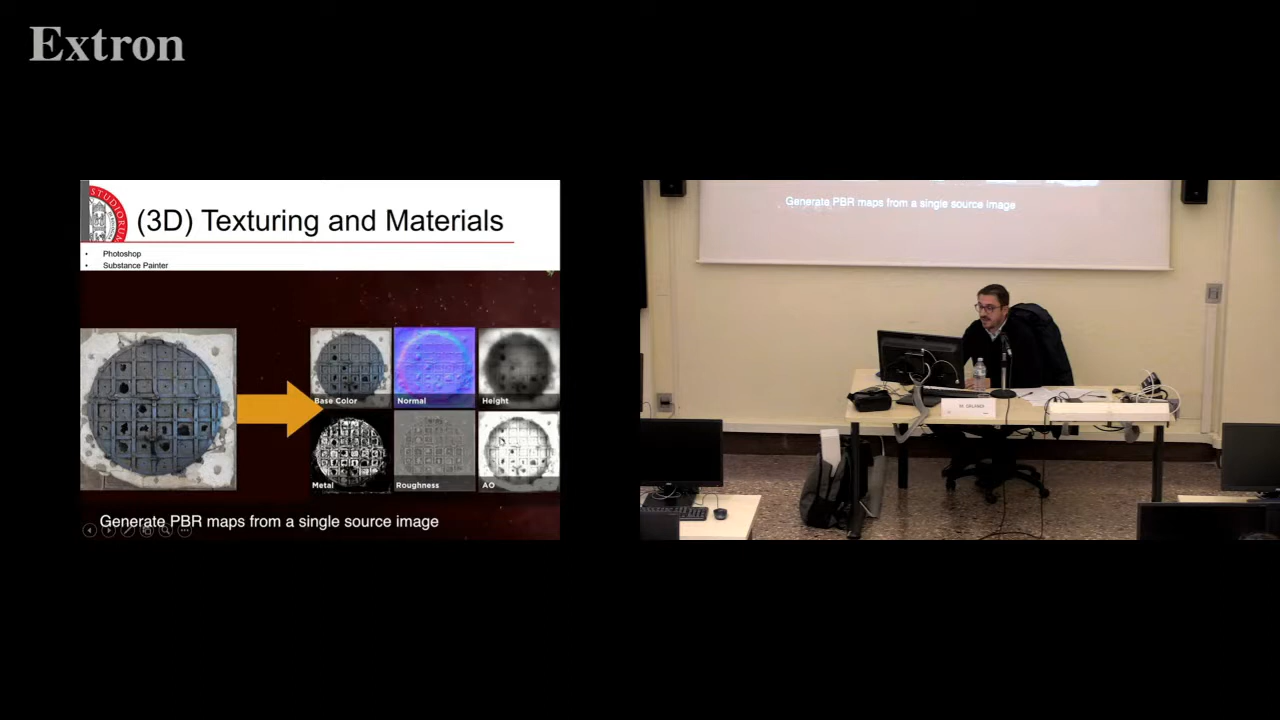 Extron
STUDIORUM
(3D) Texturing and Materials
• Photoshop
• Substance Painter
Base Color
Normal
Height
Metal
Roughness
AO
Generate PBR maps from a single source image
Generate PBR maps from a single source image